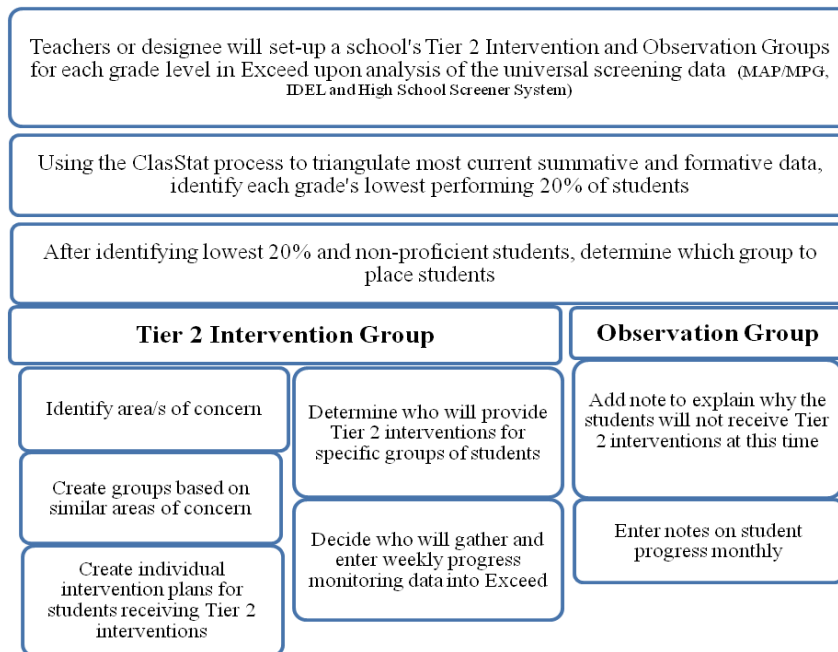 Teachers or designee will set-up a school's Tier 2 Intervention and Observation Groups
for each grade level in Exceed upon analysis of the universal screening data (MAP/MPG,
IDEL and High School Screener System)
Using the ClasStat process to triangulate most current summative and formative data,
identify each grade's lowest performing 20% of students
After identifying lowest 20% and non-proficient students, determine which group to
place students
Tier 2 Intervention Group
Identify area/s of concern
Create groups based on
similar areas of concern
Create individual
intervention plans for
students receiving Tier 2
interventions
Determine who will provide
Tier 2 interventions for
specific groups of students
Decide who will gather and
enter weekly progress
monitoring data into Exceed
Observation Group
Add note to explain why the
students will not receive Tier
2 interventions at this time
Enter notes on student
progress monthly